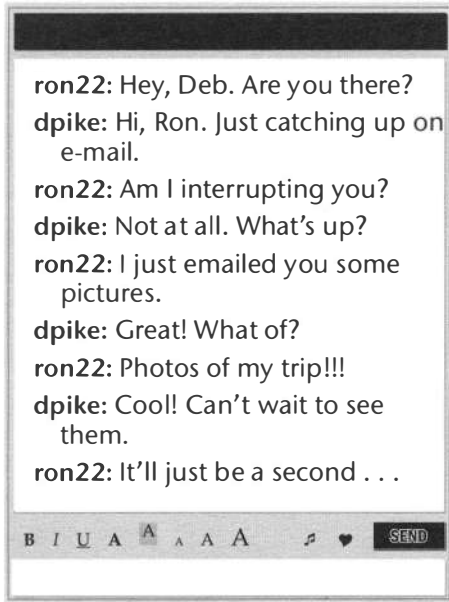 ron22: Hey, Deb. Are you there?
dpike: Hi, Ron. Just catching up on
e-mail.
ron22: Am I interrupting you?
dpike: Not at all. What's up?
ron22: I just emailed you some
pictures.
dpike: Great! What of?
ron22: Photos of my trip!!!
dpike: Cool! Can't wait to see
them.
ron22: It'll just be a second . . .
B I U A A A A A SEND